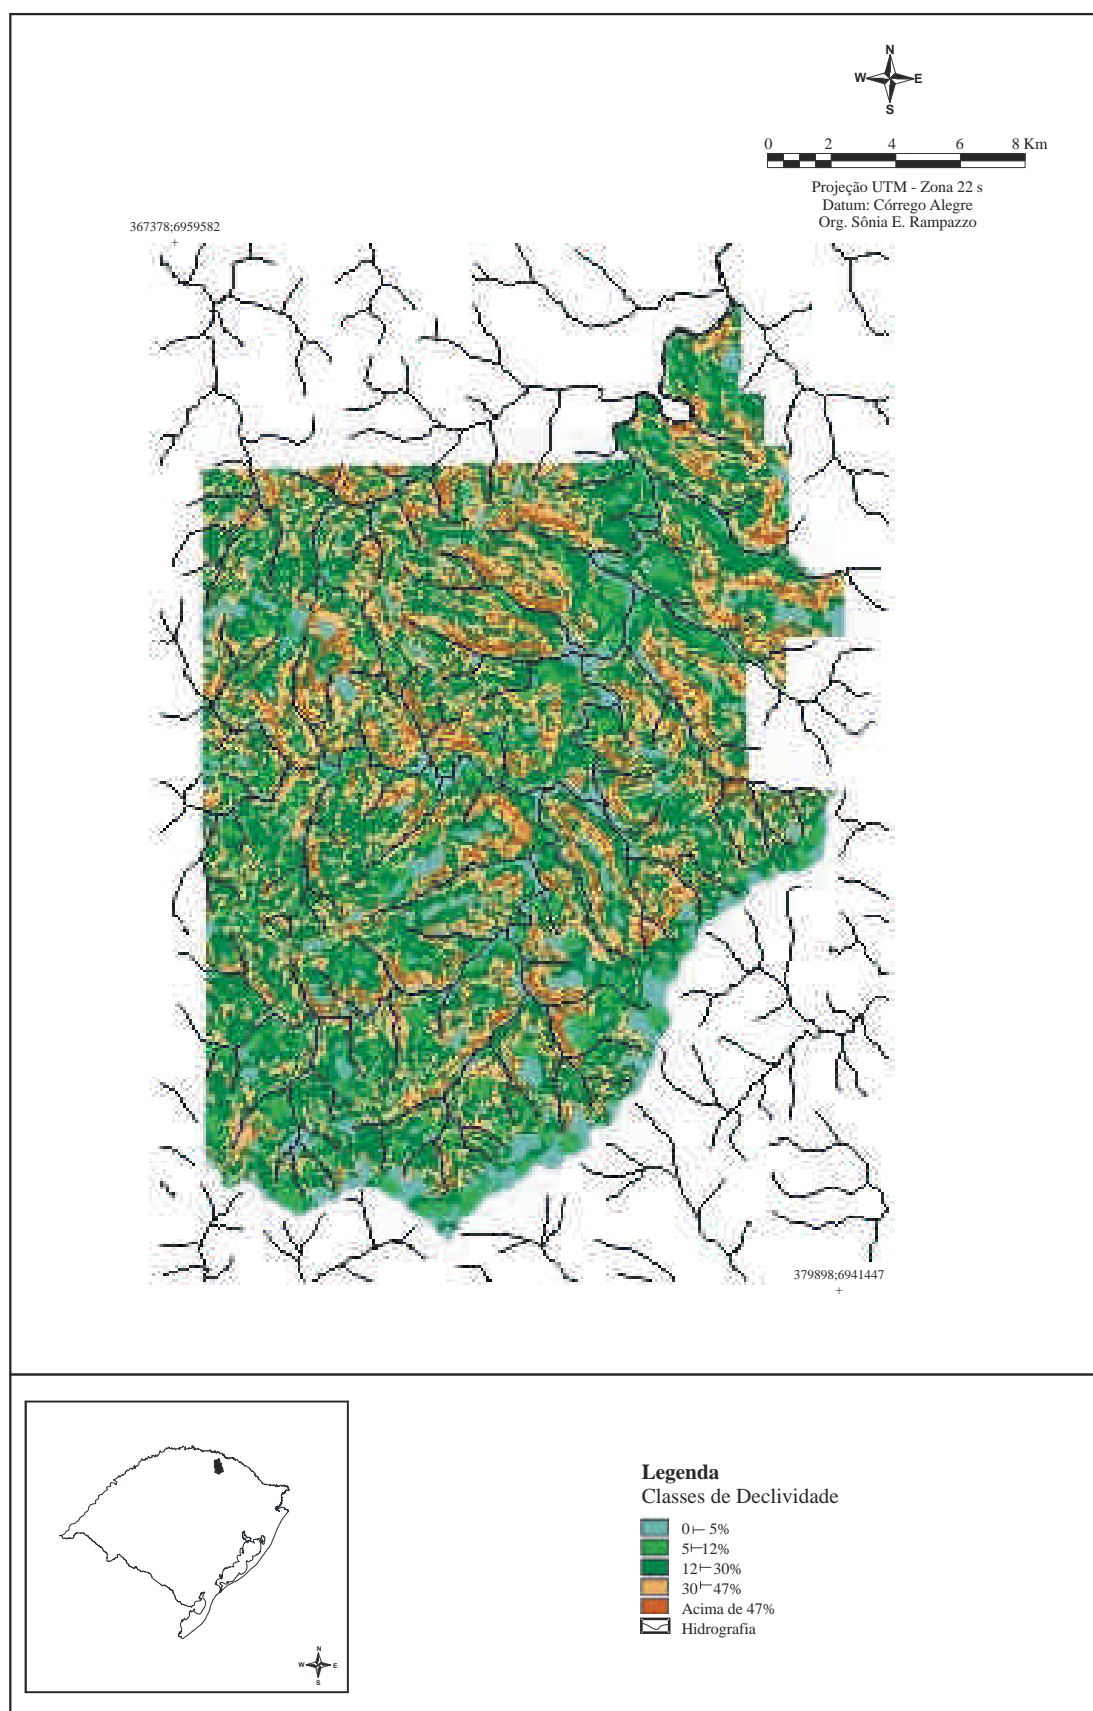 N
W E
S
0 2 4 6 8 Km
Projeção UTM - Zona 22 s
Datum: Córrego Alegre
Org. Sônia E. Rampazzo
367378;6959582
+
379898;6941447
+
Legenda
Classes de Declividade
0⊢5%
5⊢12%
12⊢30%
30⊢47%
Acima de 47%
Hidrografia
N
W E
S